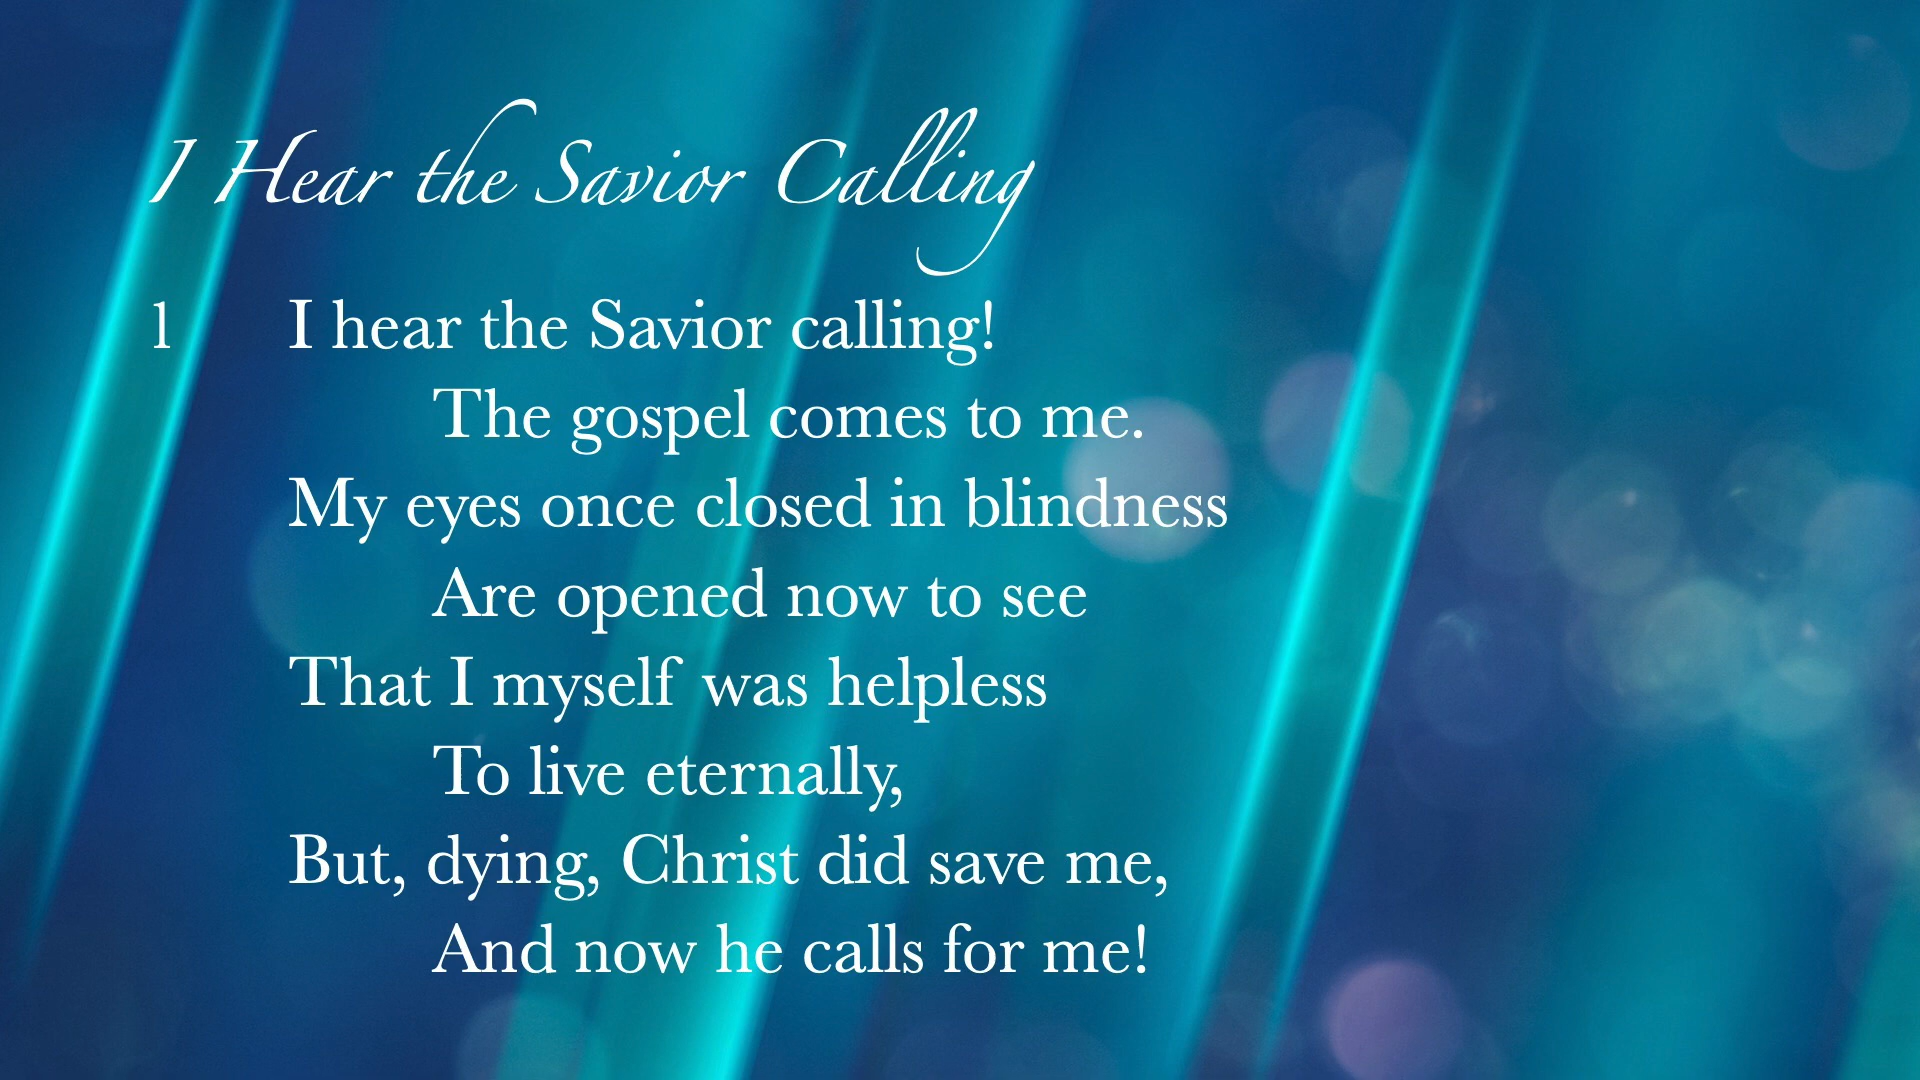 I Hear the Savior Calling
1 I hear the Savior calling!
The gospel comes to me.
My eyes once closed in blindness
Are opened now to see
That I myself was helpless
To live eternally,
But, dying, Christ did save me,
And now he calls for me!